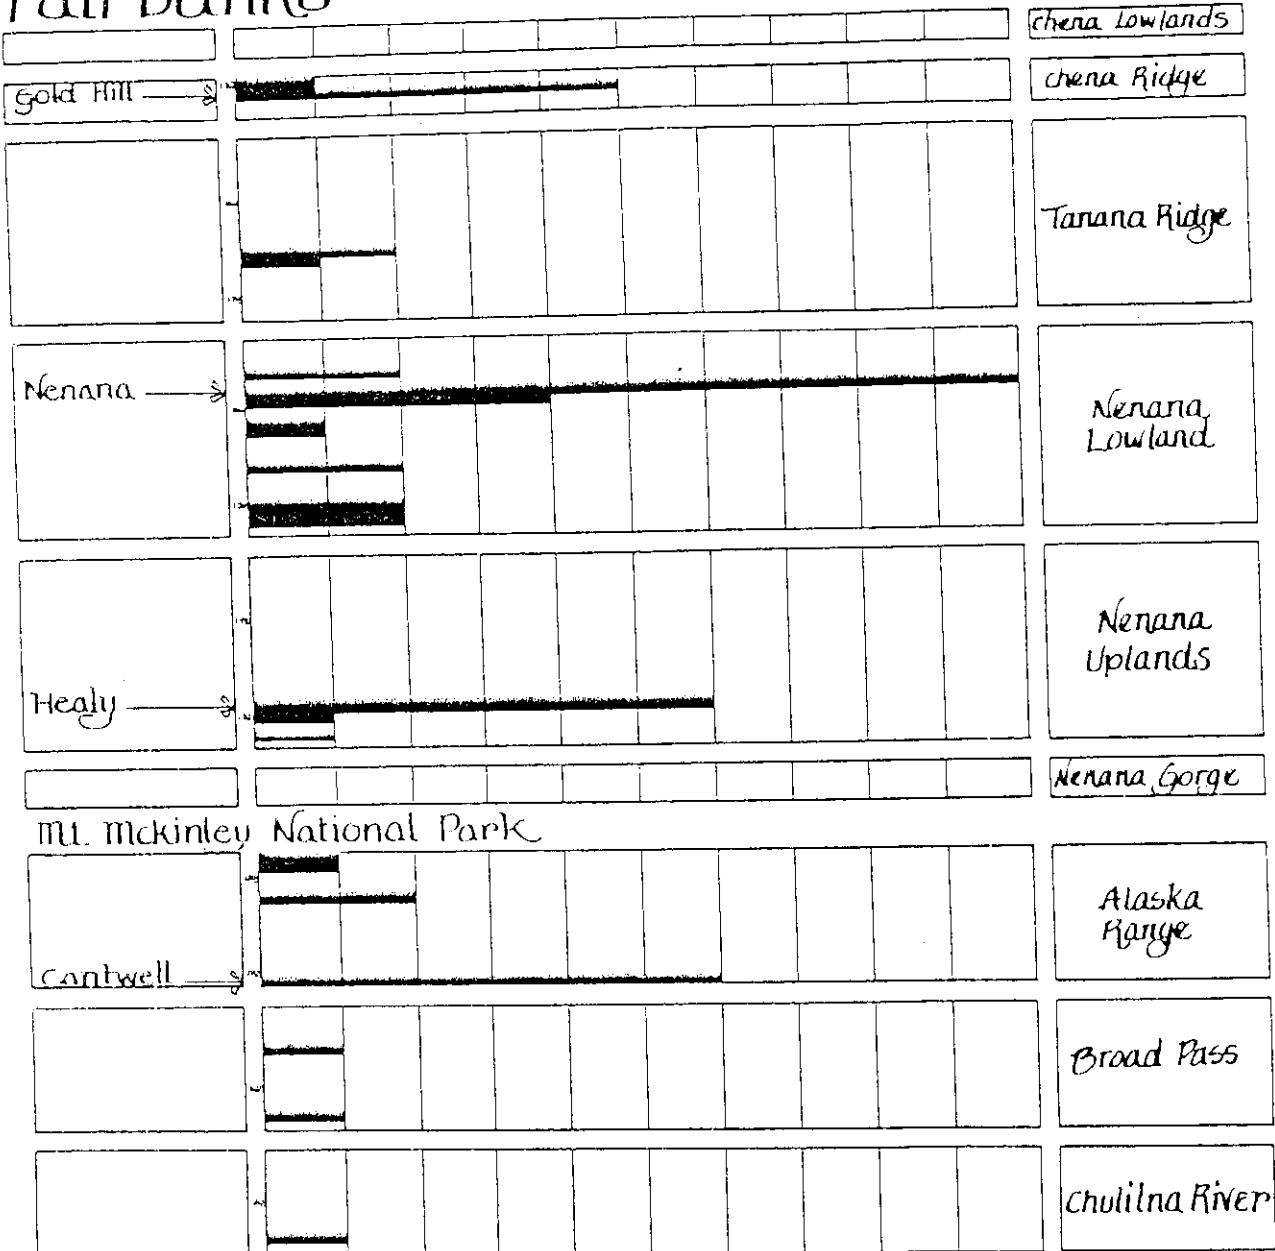 Fairbanks
Chena Lowlands
Gold Hill
Chena Ridge
Tanana Ridge
Nenana
Nenana
Lowland
Nenana
Uplands
Healy
Nenana Gorge
Mt. McKinley National Park
Alaska
Range
Cantwell
Broad Pass
Chulilna River